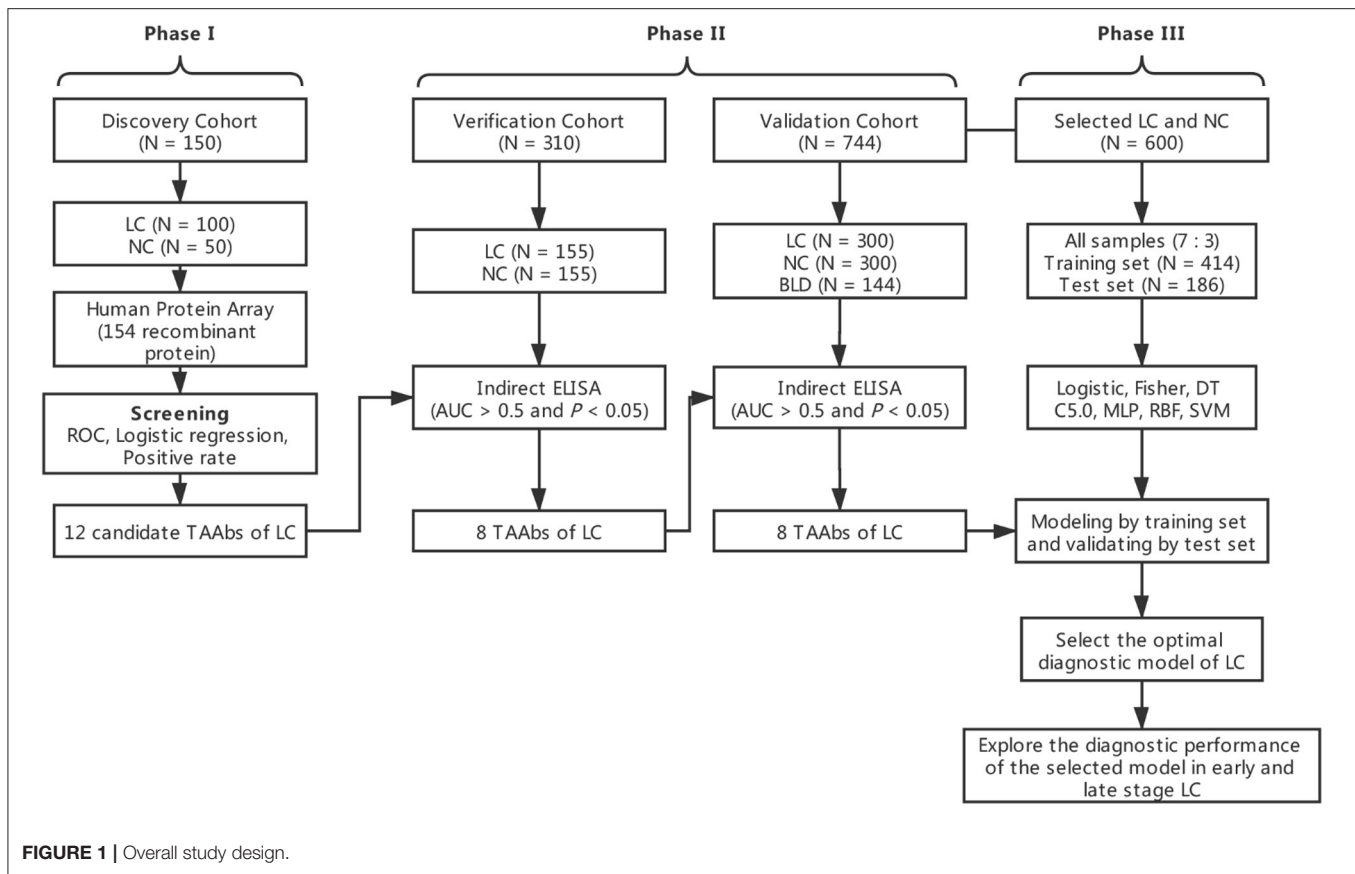 Phase I
Phase II
Phase III
Discovery Cohort
(N = 150)
LC (N = 100)
NC (N = 50)
Human Protein Array
(154 recombinant
protein)
Screening
ROC, Logistic regression,
Positive rate
12 candidate TAAbs of LC
Verification Cohort
(N = 310)
LC (N = 155)
NC (N = 155)
Indirect ELISA
(AUC > 0.5 and P < 0.05)
8 TAAbs of LC
Validation Cohort
(N = 744)
LC (N = 300)
NC (N = 300)
BLD (N = 144)
Indirect ELISA
(AUC > 0.5 and P < 0.05)
8 TAAbs of LC
Selected LC and NC
(N = 600)
All samples (7 : 3)
Training set (N = 414)
Test set (N = 186)
Logistic, Fisher, DT
C5.0, MLP, RBF, SVM
Modeling by training set
and validating by test set
Select the optimal
diagnostic model of LC
Explore the diagnostic performance
of the selected model in early and
late stage LC
FIGURE 1 | Overall study design.